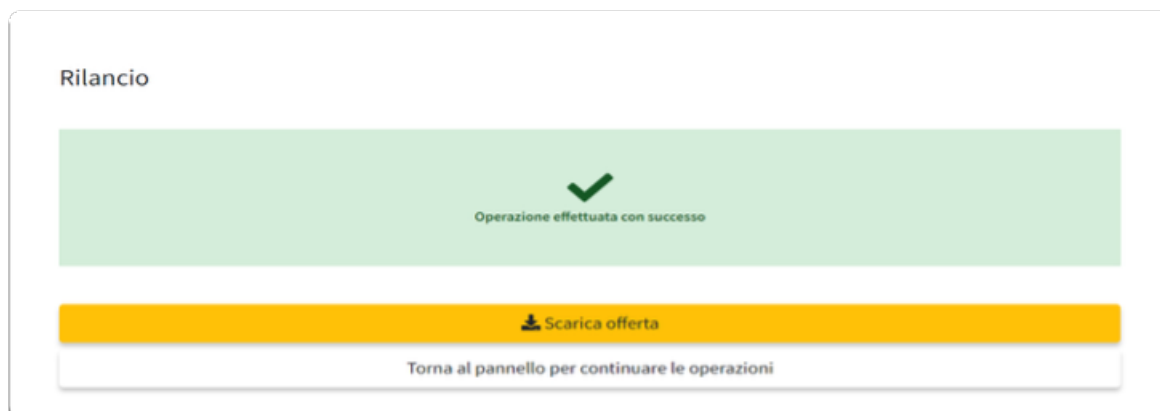 Rilancio
Operazione effettuata con successo
Scarica offerta
Torna al pannello per continuare le operazioni